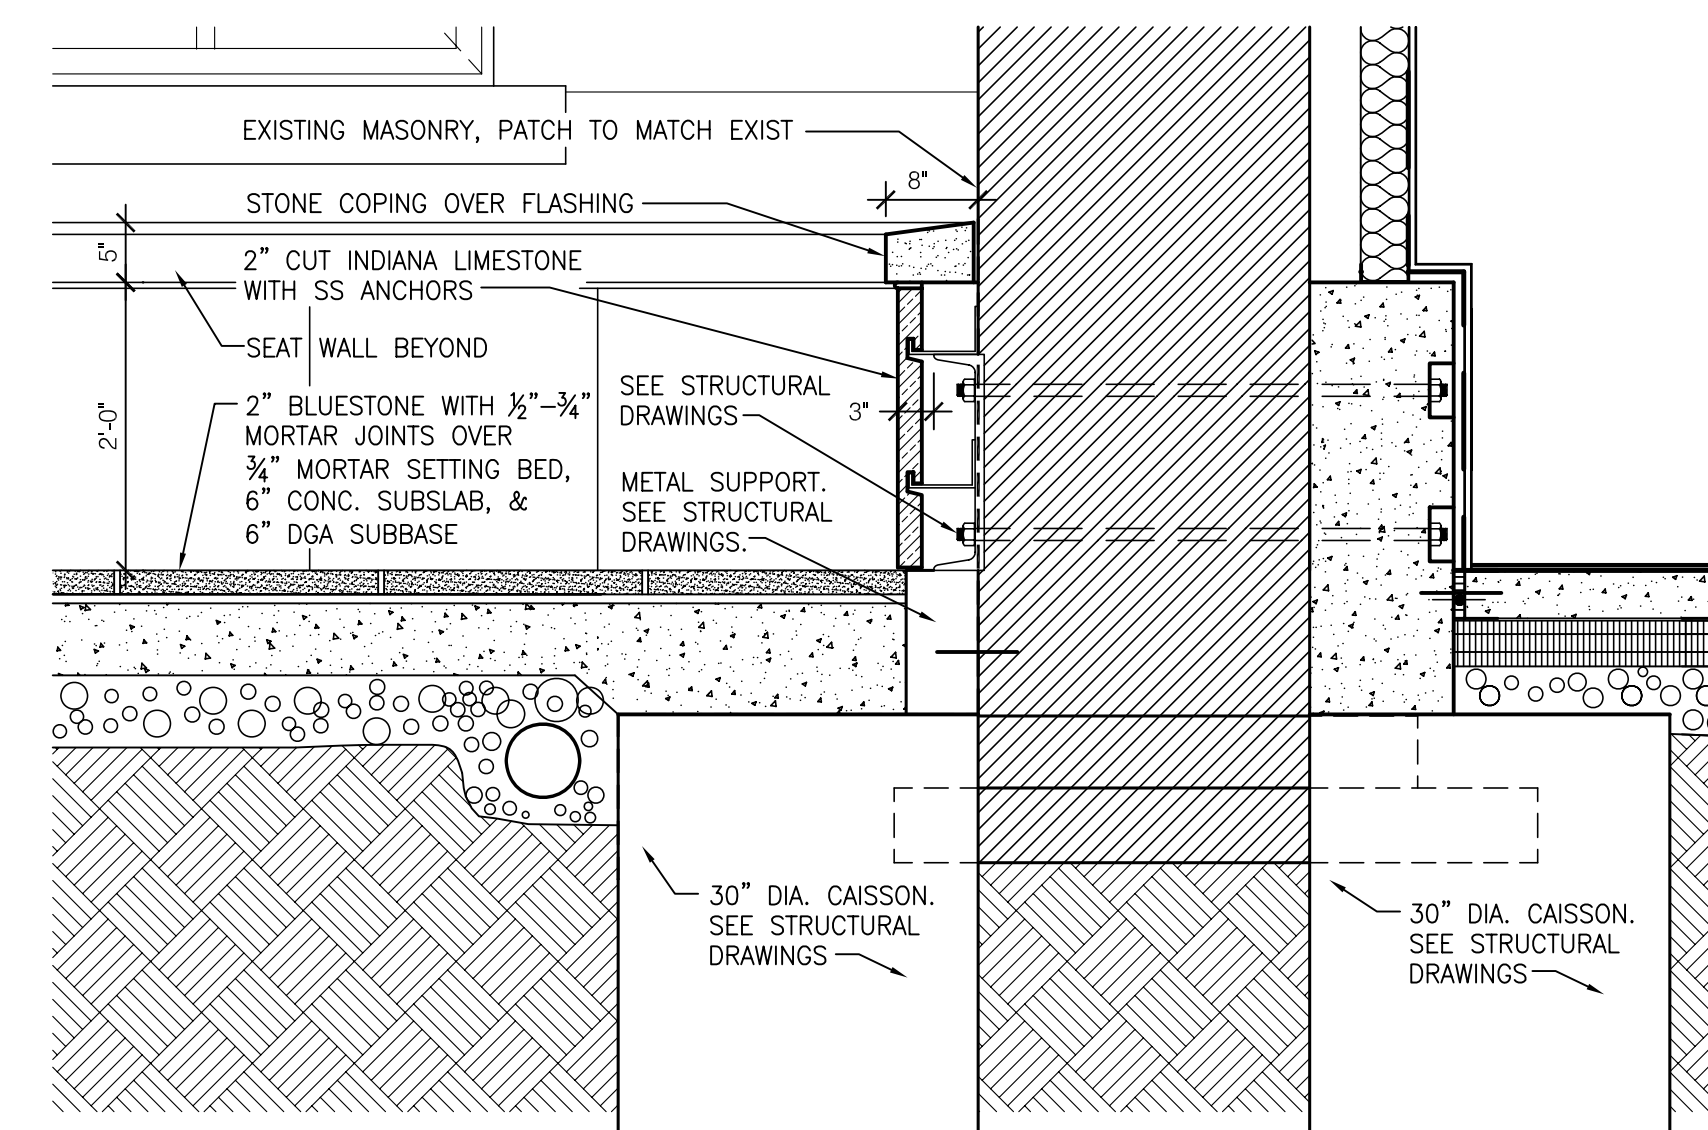 EXISTING MASONRY, PATCH TO MATCH EXIST
8"
STONE COPING OVER FLASHING
5"
2" CUT INDIANA LIMESTONE
WITH SS ANCHORS
SEAT WALL BEYOND
2'-0"
2" BLUESTONE WITH ½"-¾"
MORTAR JOINTS OVER
¾" MORTAR SETTING BED,
6" CONC. SUBSLAB, &
6" DGA SUBBASE
SEE STRUCTURAL
DRAWINGS
3"
METAL SUPPORT.
SEE STRUCTURAL
DRAWINGS.
30" DIA. CAISSON.
SEE STRUCTURAL
DRAWINGS
30" DIA. CAISSON.
SEE STRUCTURAL
DRAWINGS